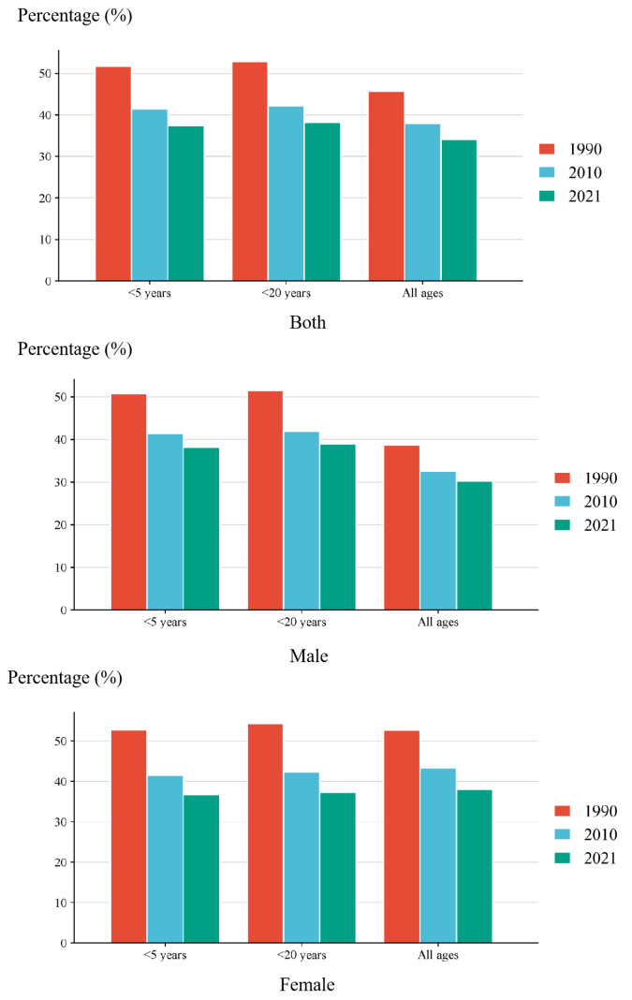 Percentage (%)
50
40
30
20
10
0
<5 years
<20 years
All ages
1990
2010
2021
Both
Percentage (%)
50
40
30
20
10
0
<5 years
<20 years
All ages
1990
2010
2021
Male
Percentage (%)
50
40
30
20
10
0
<5 years
<20 years
All ages
1990
2010
2021
Female